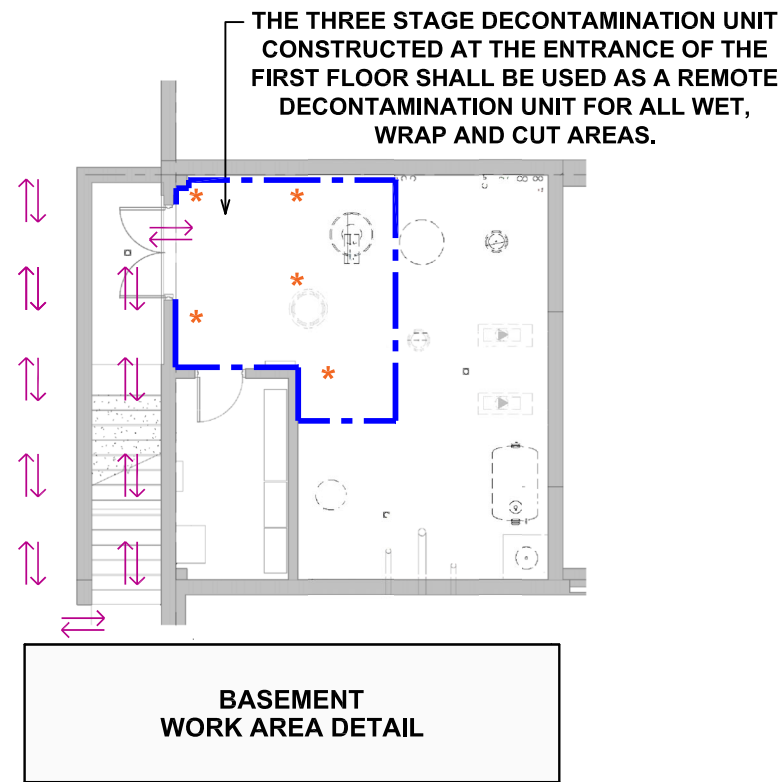 THE THREE STAGE DECONTAMINATION UNIT
CONSTRUCTED AT THE ENTRANCE OF THE
FIRST FLOOR SHALL BE USED AS A REMOTE
DECONTAMINATION UNIT FOR ALL WET,
WRAP AND CUT AREAS.
BASEMENT
WORK AREA DETAIL